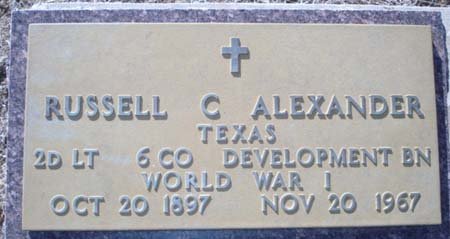 RUSSELL C ALEXANDER
TEXAS
2D LT 6 CO DEVELOPMENT BN
WORLD WAR I
OCT 20 1897 NOV 20 1967